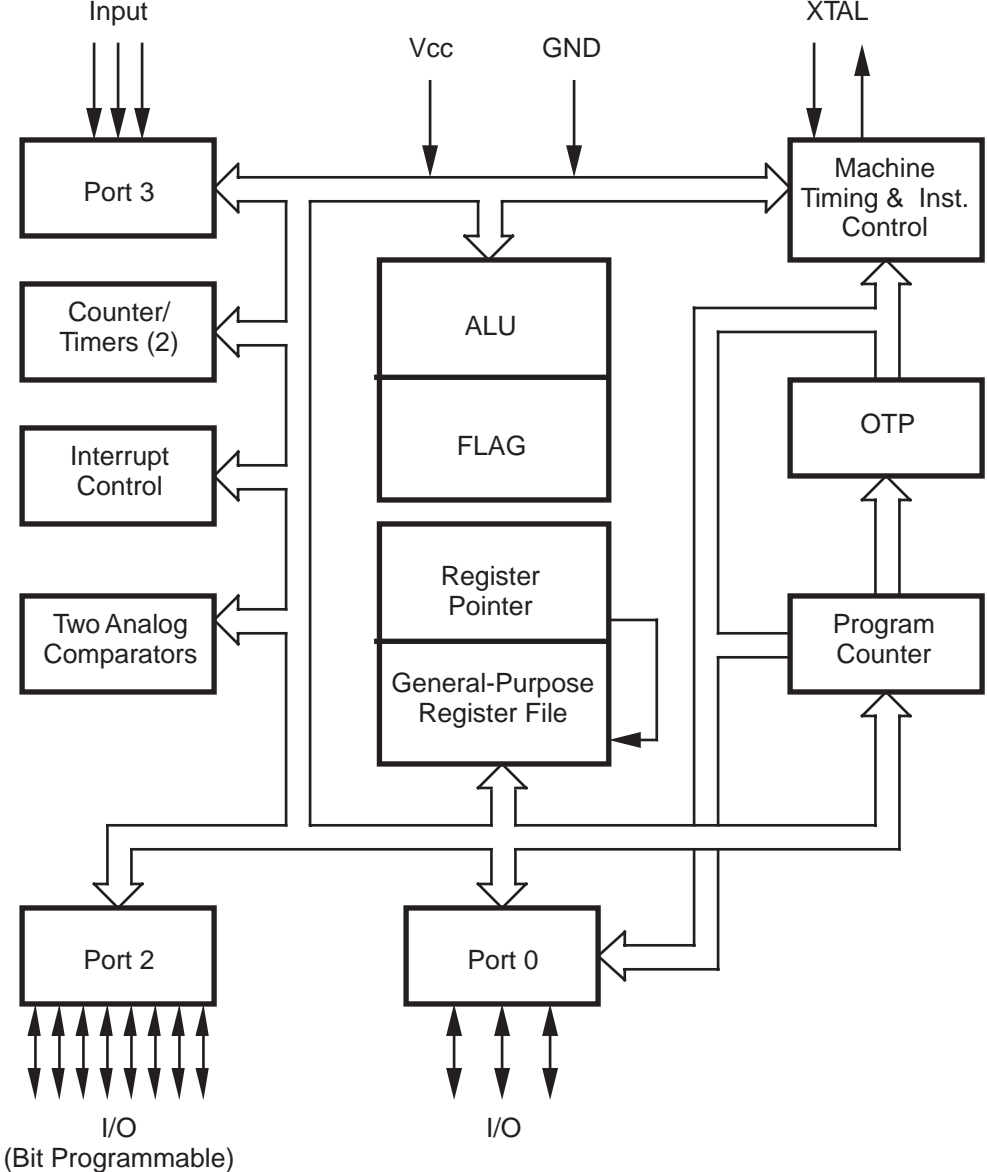 Input
XTAL
Vcc
GND
Port 3
Machine
Timing & Inst.
Control
Counter/
Timers (2)
ALU
OTP
FLAG
Interrupt
Control
Register
Pointer
Two Analog
Comparators
Program
Counter
General-Purpose
Register File
Port 2
Port 0
I/O
(Bit Programmable)
I/O